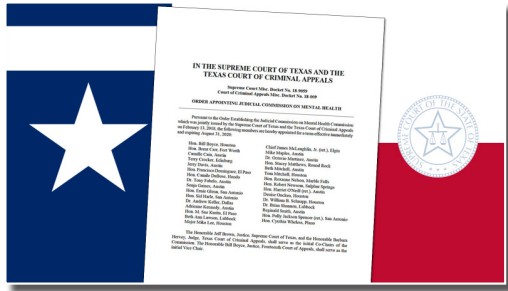 IN THE SUPREME COURT OF TEXAS AND THE
TEXAS COURT OF CRIMINAL APPEALS
Supreme Court Misc. Docket No. 18-9059
Court of Criminal Appeals Misc. Docket No. 18-009
ORDER APPOINTING JUDICIAL COMMISSION ON MENTAL HEALTH
Pursuant to the Order Establishing the Judicial Commission on Mental Health Commission
which was jointly issued by the Supreme Court of Texas and the Texas Court of Criminal Appeals
on February 13, 2018, the following members are hereby appointed for a term effective immediately
and expiring August 31, 2020:
Hon. Bill Boyce, Houston
Hon. Brent Carr, Fort Worth
Camille Cain, Austin
Terry Crocker, Edinburg
Jerry Davis, Austin
Hon. Francisco Dominguez, El Paso
Hon. Camile DuBose, Hondo
Dr. Tony Fabelo, Austin
Sonja Gaines, Austin
Hon. Ernie Glenn, San Antonio
Hon. Sid Harle, San Antonio
Dr. Andrew Keller, Dallas
Adrienne Kennedy, Austin
Hon. M. Sue Kurita, El Paso
Beth Ann Lawson, Lubbock
Major Mike Lee, Houston
Chief James McLaughlin, Jr. (ret.), Elgin
Mike Maples, Austin
Dr. Octavio Martinez, Austin
Hon. Stacey Matthews, Round Rock
Beth Mitchell, Austin
Tom Mitchell, Houston
Hon. Roxanne Nelson, Marble Falls
Hon. Robert Newsom, Sulphur Springs
Hon. Harriet O'Neill (ret.), Austin
Denise Oncken, Houston
Dr. William B. Schnapp, Houston
Dr. Brian Shannon, Lubbock
Reginald Smith, Austin
Hon. Polly Jackson Spencer (ret.), San Antonio
Hon. Cynthia Wheless, Plano
The Honorable Jeff Brown, Justice, Supreme Court of Texas, and the Honorable Barbara
Hervey, Judge, Texas Court of Criminal Appeals, shall serve as the initial Co-Chairs of the
Commission. The Honorable Bill Boyce, Justice, Fourteenth Court of Appeals, shall serve as the
initial Vice Chair.